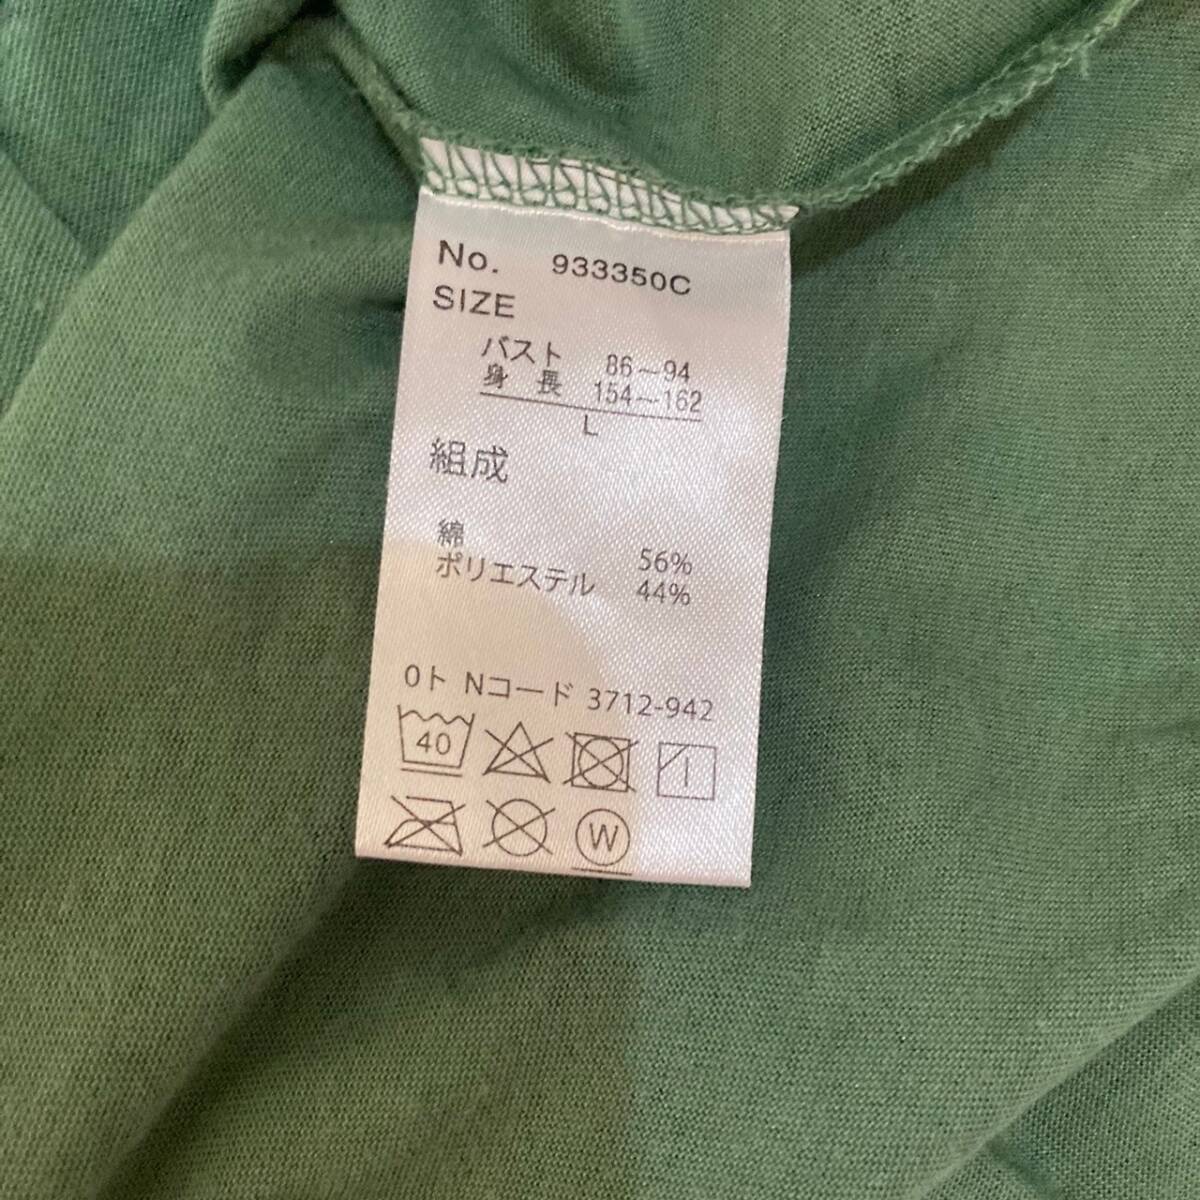 No. 933350C
SIZE
バスト 86～94
身長 154～162
L
組成
綿 56%
ポリエステル 44%
0ト Nコード 3712-942
40
W